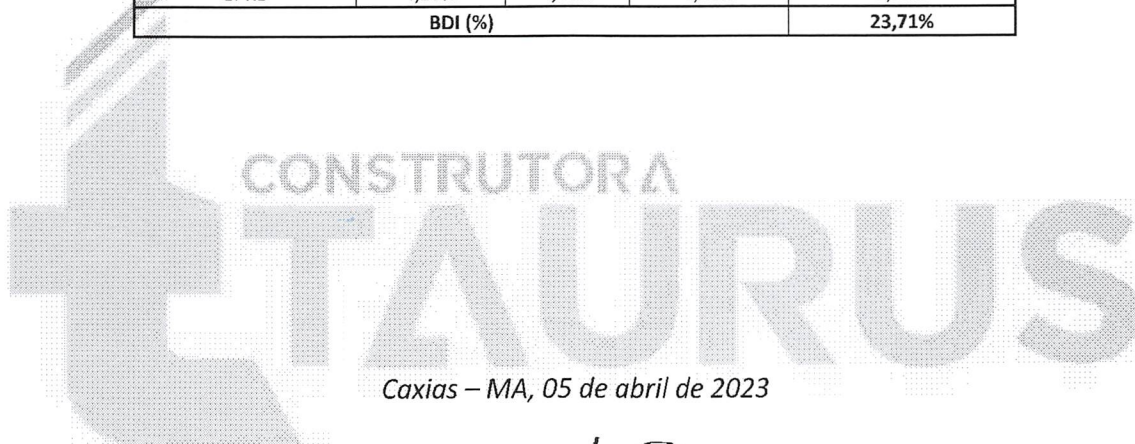 BDI (%) 23,71%
CONSTRUTORA
TAURUS
Caxias – MA, 05 de abril de 2023